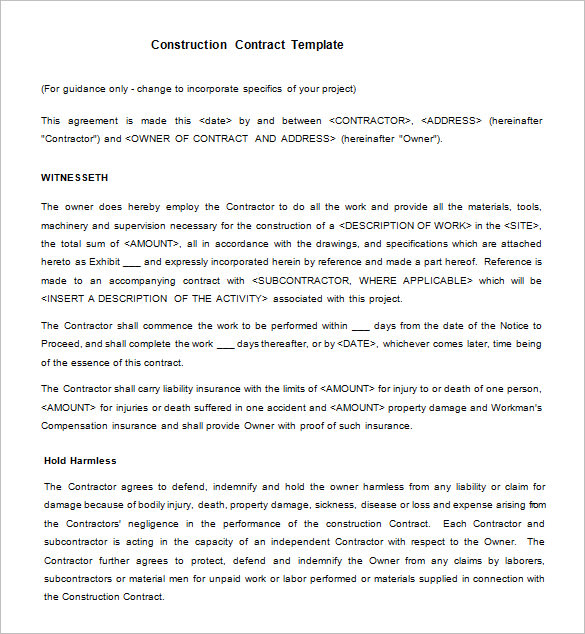 Construction Contract Template
(For guidance only - change to incorporate specifics of your project)
This agreement is made this <date> by and between <CONTRACTOR>, <ADDRESS> (hereinafter
"Contractor") and <OWNER OF CONTRACT AND ADDRESS> (hereinafter "Owner").
WITNESSETH
The owner does hereby employ the Contractor to do all the work and provide all the materials, tools,
machinery and supervision necessary for the construction of a <DESCRIPTION OF WORK> in the <SITE>,
the total sum of <AMOUNT>, all in accordance with the drawings, and specifications which are attached
hereto as Exhibit ___ and expressly incorporated herein by reference and made a part hereof. Reference is
made to an accompanying contract with <SUBCONTRACTOR, WHERE APPLICABLE> which will be
<INSERT A DESCRIPTION OF THE ACTIVITY> associated with this project.
The Contractor shall commence the work to be performed within ___ days from the date of the Notice to
Proceed, and shall complete the work ___ days thereafter, or by <DATE>, whichever comes later, time being
of the essence of this contract.
The Contractor shall carry liability insurance with the limits of <AMOUNT> for injury to or death of one person,
<AMOUNT> for injuries or death suffered in one accident and <AMOUNT> property damage and Workman's
Compensation insurance and shall provide Owner with proof of such insurance.
Hold Harmless
The Contractor agrees to defend, indemnify and hold the owner harmless from any liability or claim for
damage because of bodily injury, death, property damage, sickness, disease or loss and expense arising from
the Contractors' negligence in the performance of the construction Contract. Each Contractor and
subcontractor is acting in the capacity of an independent Contractor with respect to the Owner. The
Contractor further agrees to protect, defend and indemnify the Owner from any claims by laborers,
subcontractors or material men for unpaid work or labor performed or materials supplied in connection with
the Construction Contract.